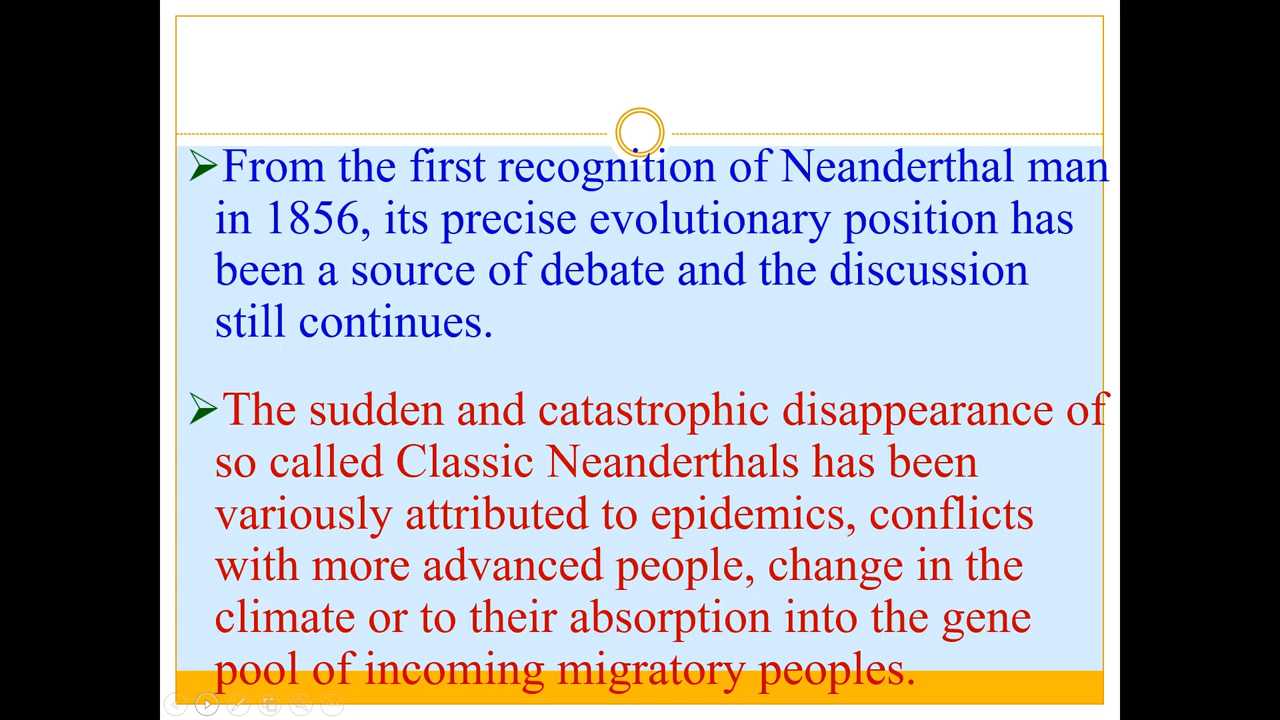 ➢From the first recognition of Neanderthal man
in 1856, its precise evolutionary position has
been a source of debate and the discussion
still continues.
➢The sudden and catastrophic disappearance of
so called Classic Neanderthals has been
variously attributed to epidemics, conflicts
with more advanced people, change in the
climate or to their absorption into the gene
pool of incoming migratory peoples.